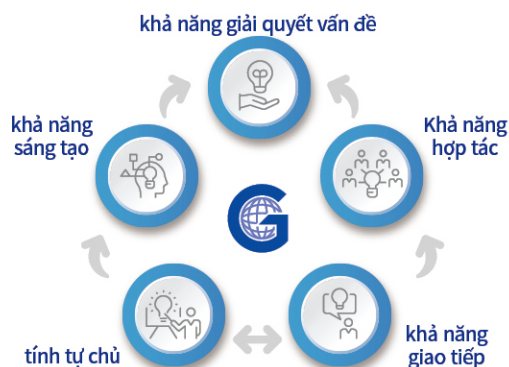 khả năng giải quyết vấn đề
khả năng
sáng tạo
Khả năng
hợp tác
G
tính tự chủ
khả năng
giao tiếp